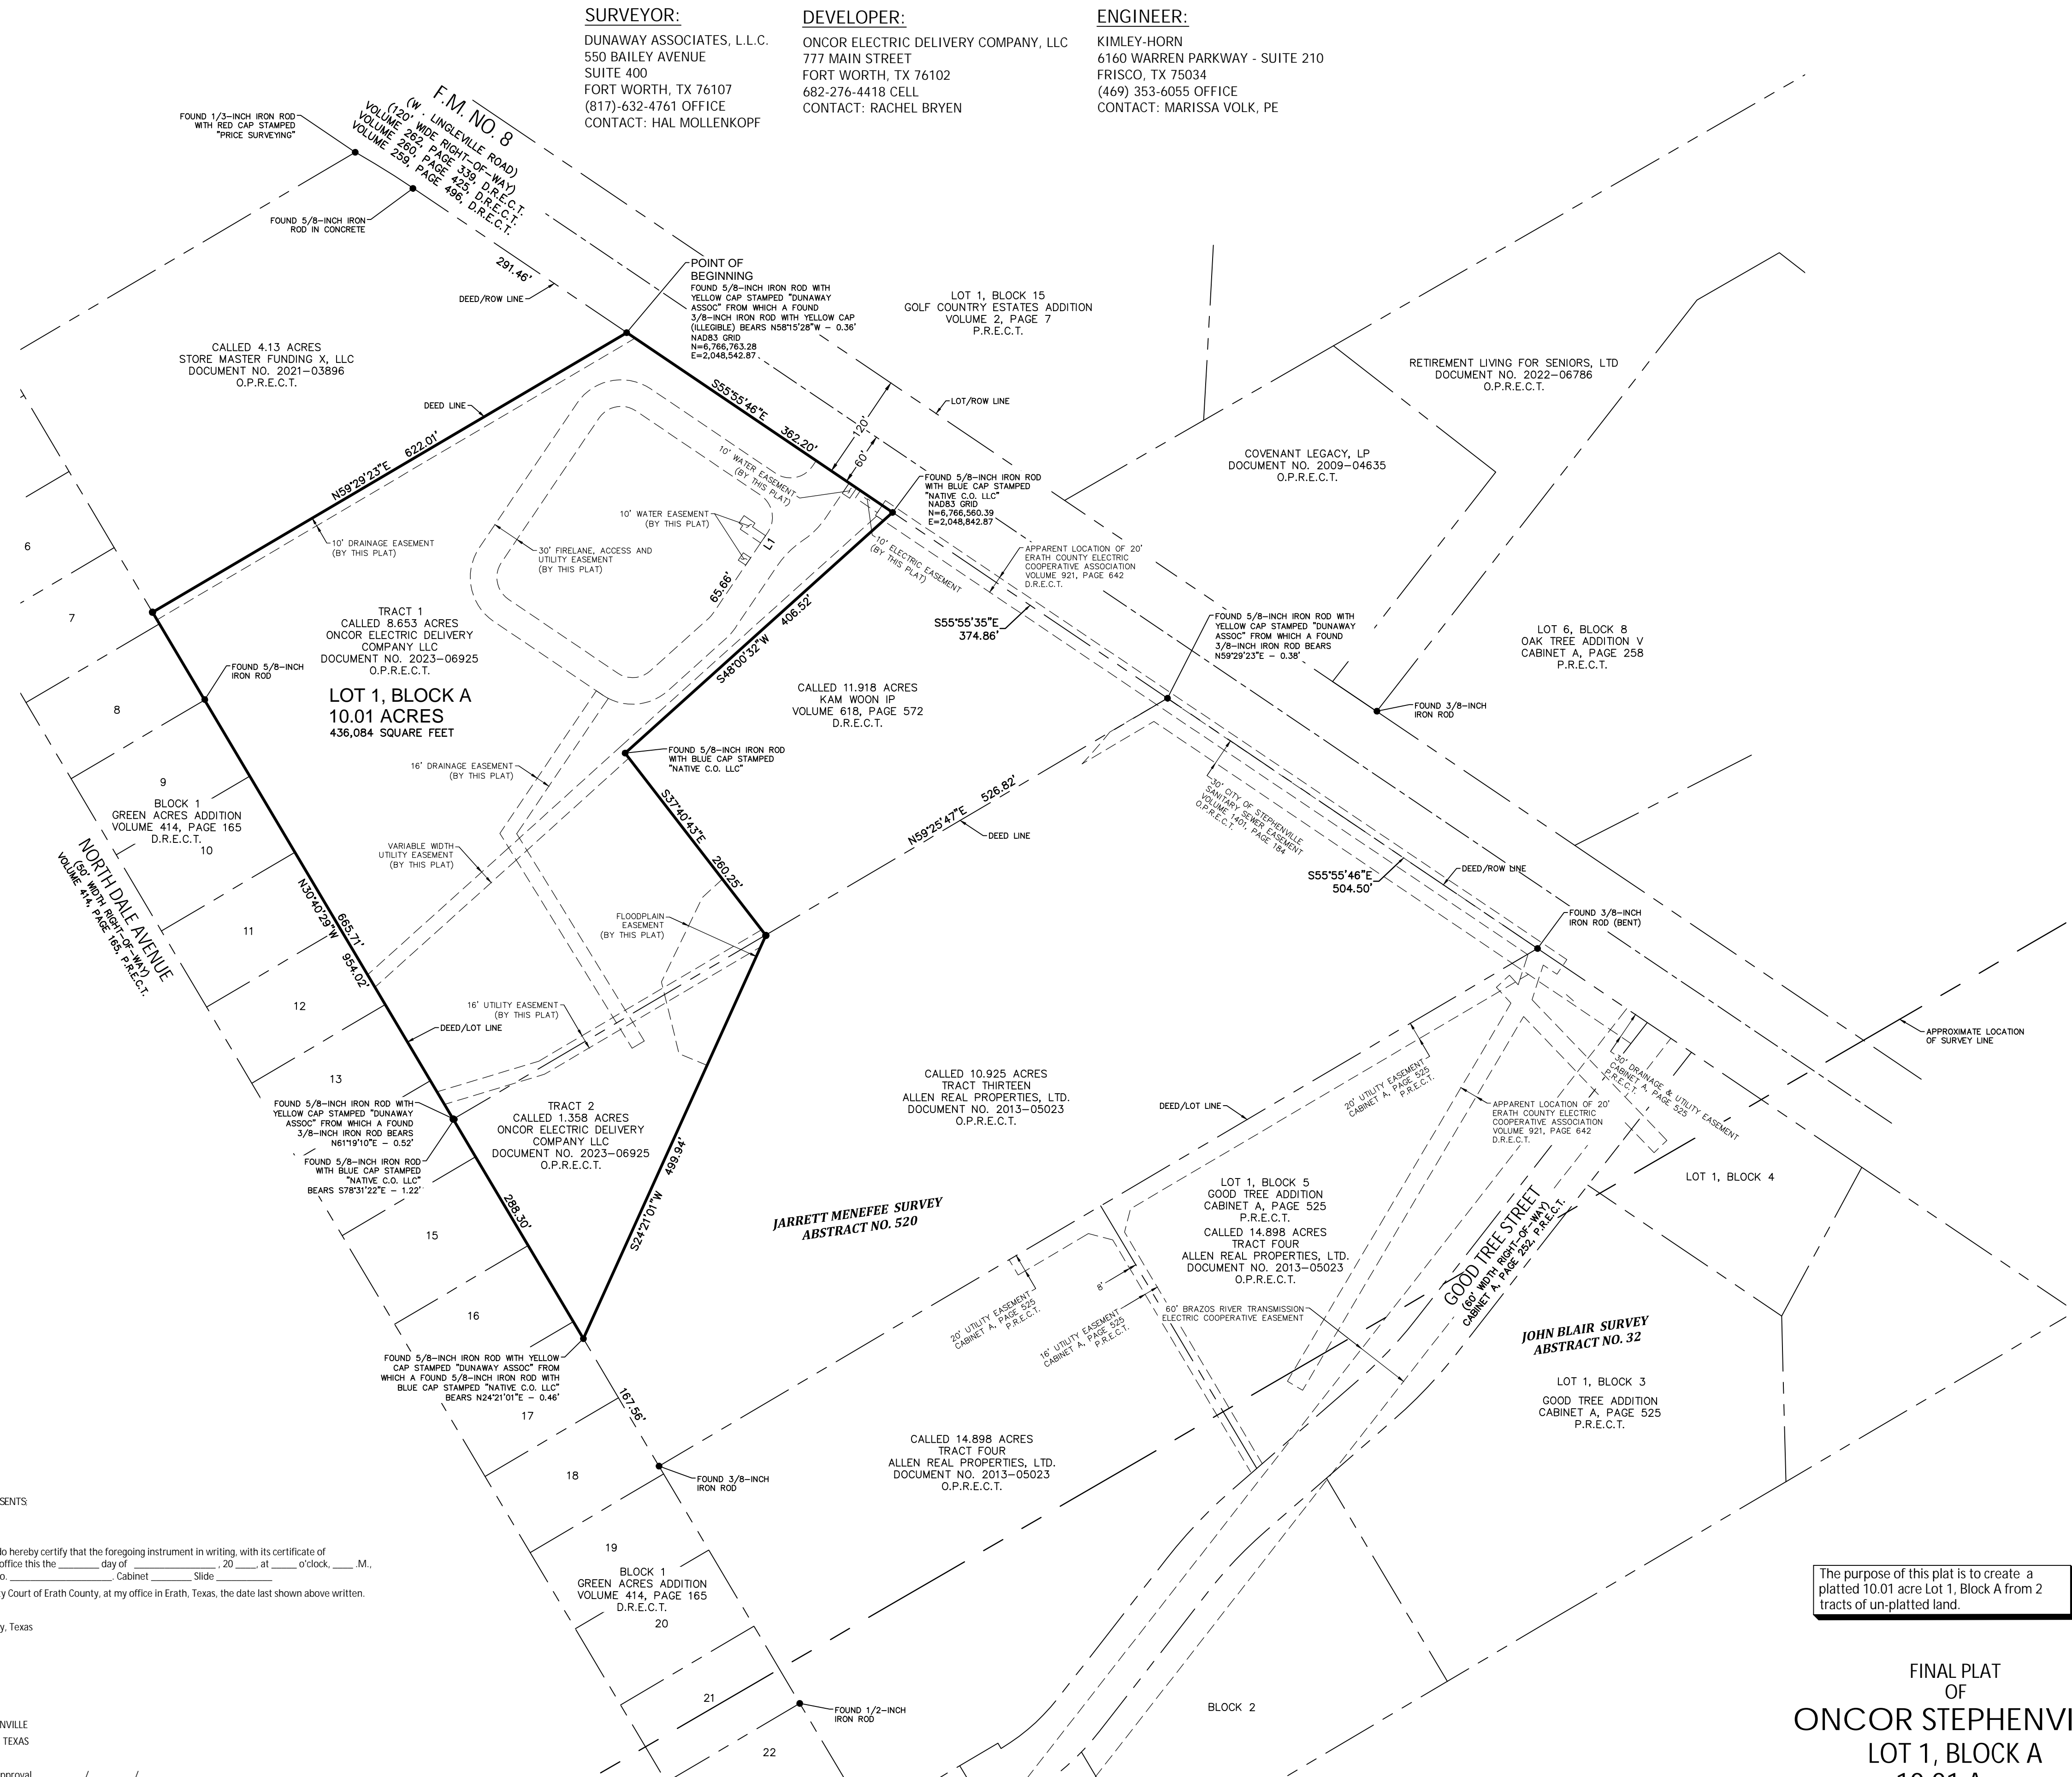 SURVEYOR:
DUNAWAY ASSOCIATES, L.L.C.
550 BAILEY AVENUE
SUITE 400
FORT WORTH, TX 76107
(817)-632-4761 OFFICE
CONTACT: HAL MOLLENKOPF
DEVELOPER:
ONCOR ELECTRIC DELIVERY COMPANY, LLC
777 MAIN STREET
FORT WORTH, TX 76102
682-276-4418 CELL
CONTACT: RACHEL BRYEN
ENGINEER:
KIMLEY-HORN
6160 WARREN PARKWAY - SUITE 210
FRISCO, TX 75034
(469) 353-6055 OFFICE
CONTACT: MARISSA VOLK, PE
F.M. NO. 8
(W . LINGLEVILLE ROAD)
(120' WIDE RIGHT-OF-WAY)
VOLUME 262, PAGE 339, D.R.E.C.T.
VOLUME 260, PAGE 425, D.R.E.C.T.
VOLUME 259, PAGE 496, D.R.E.C.T.
FOUND 1/3-INCH IRON ROD
WITH RED CAP STAMPED
"PRICE SURVEYING"
FOUND 5/8-INCH IRON
ROD IN CONCRETE
291.46'
DEED/ROW LINE
POINT OF
BEGINNING
FOUND 5/8-INCH IRON ROD WITH
YELLOW CAP STAMPED "DUNAWAY
ASSOC" FROM WHICH A FOUND
3/8-INCH IRON ROD WITH YELLOW CAP
(ILLEGIBLE) BEARS N58°15'28"W - 0.36'
NAD83 GRID
N=6,766,763.28
E=2,048,542.87
LOT 1, BLOCK 15
GOLF COUNTRY ESTATES ADDITION
VOLUME 2, PAGE 7
P.R.E.C.T.
CALLED 4.13 ACRES
STORE MASTER FUNDING X, LLC
DOCUMENT NO. 2021-03896
O.P.R.E.C.T.
RETIREMENT LIVING FOR SENIORS, LTD
DOCUMENT NO. 2022-06786
O.P.R.E.C.T.
DEED LINE
S55°55'46"E
362.20'
LOT/ROW LINE
120'
60'
N59°29'23"E 622.01'
10' WATER EASEMENT
(BY THIS PLAT)
COVENANT LEGACY, LP
DOCUMENT NO. 2009-04635
O.P.R.E.C.T.
FOUND 5/8-INCH IRON ROD
WITH BLUE CAP STAMPED
"NATIVE C.O. LLC"
NAD83 GRID
N=6,766,560.39
E=2,048,842.87
10' WATER EASEMENT
(BY THIS PLAT)
L1
10' DRAINAGE EASEMENT
(BY THIS PLAT)
30' FIRELANE, ACCESS AND
UTILITY EASEMENT
(BY THIS PLAT)
10' ELECTRIC EASEMENT
(BY THIS PLAT)
APPARENT LOCATION OF 20'
ERATH COUNTY ELECTRIC
COOPERATIVE ASSOCIATION
VOLUME 921, PAGE 642
D.R.E.C.T.
65.66'
6
7
TRACT 1
CALLED 8.653 ACRES
ONCOR ELECTRIC DELIVERY
COMPANY LLC
DOCUMENT NO. 2023-06925
O.P.R.E.C.T.
S48°00'32"W 406.52'
S55°55'35"E
374.86'
FOUND 5/8-INCH IRON ROD WITH
YELLOW CAP STAMPED "DUNAWAY
ASSOC" FROM WHICH A FOUND
3/8-INCH IRON ROD BEARS
N59°29'23"E - 0.38'
LOT 6, BLOCK 8
OAK TREE ADDITION V
CABINET A, PAGE 258
P.R.E.C.T.
FOUND 5/8-INCH
IRON ROD
LOT 1, BLOCK A
10.01 ACRES
436,084 SQUARE FEET
CALLED 11.918 ACRES
KAM WOON IP
VOLUME 618, PAGE 572
D.R.E.C.T.
FOUND 3/8-INCH
IRON ROD
8
FOUND 5/8-INCH IRON ROD
WITH BLUE CAP STAMPED
"NATIVE C.O. LLC"
16' DRAINAGE EASEMENT
(BY THIS PLAT)
9
BLOCK 1
GREEN ACRES ADDITION
VOLUME 414, PAGE 165
D.R.E.C.T.
10
S37°40'43"E
260.25'
N59°25'47"E 526.82'
DEED LINE
30' CITY OF STEPHENVILLE
SANITARY SEWER EASEMENT
VOLUME 1401, PAGE 184
O.P.R.E.C.T.
VARIABLE WIDTH
UTILITY EASEMENT
(BY THIS PLAT)
S55°55'46"E
504.50'
DEED/ROW LINE
NORTH DALE AVENUE
(50' WIDTH RIGHT-OF-WAY)
VOLUME 414, PAGE 165, P.R.E.C.T.
N30°40'29"W
665.71'
954.02'
FLOODPLAIN
EASEMENT
(BY THIS PLAT)
FOUND 3/8-INCH
IRON ROD (BENT)
11
12
16' UTILITY EASEMENT
(BY THIS PLAT)
DEED/LOT LINE
APPROXIMATE LOCATION
OF SURVEY LINE
13
FOUND 5/8-INCH IRON ROD WITH
YELLOW CAP STAMPED "DUNAWAY
ASSOC" FROM WHICH A FOUND
3/8-INCH IRON ROD BEARS
N61°19'10"E - 0.52'
FOUND 5/8-INCH IRON ROD
WITH BLUE CAP STAMPED
"NATIVE C.O. LLC"
BEARS S78°31'22"E - 1.22'
TRACT 2
CALLED 1.358 ACRES
ONCOR ELECTRIC DELIVERY
COMPANY LLC
DOCUMENT NO. 2023-06925
O.P.R.E.C.T.
CALLED 10.925 ACRES
TRACT THIRTEEN
ALLEN REAL PROPERTIES, LTD.
DOCUMENT NO. 2013-05023
O.P.R.E.C.T.
DEED/LOT LINE
20' UTILITY EASEMENT
CABINET A, PAGE 525
P.R.E.C.T.
APPARENT LOCATION OF 20'
ERATH COUNTY ELECTRIC
COOPERATIVE ASSOCIATION
VOLUME 921, PAGE 642
D.R.E.C.T.
30' DRAINAGE & UTILITY EASEMENT
CABINET A, PAGE 525
P.R.E.C.T.
S24°21'01"W 499.94'
288.30'
JARRETT MENEFEE SURVEY
ABSTRACT NO. 520
LOT 1, BLOCK 5
GOOD TREE ADDITION
CABINET A, PAGE 525
P.R.E.C.T.
CALLED 14.898 ACRES
TRACT FOUR
ALLEN REAL PROPERTIES, LTD.
DOCUMENT NO. 2013-05023
O.P.R.E.C.T.
LOT 1, BLOCK 4
GOOD TREE STREET
(60' WIDTH RIGHT-OF-WAY)
CABINET A, PAGE 252, P.R.E.C.T.
15
16
8'
20' UTILITY EASEMENT
CABINET A, PAGE 525
P.R.E.C.T.
16' UTILITY EASEMENT
CABINET A, PAGE 525
P.R.E.C.T.
60' BRAZOS RIVER TRANSMISSION
ELECTRIC COOPERATIVE EASEMENT
JOHN BLAIR SURVEY
ABSTRACT NO. 32
FOUND 5/8-INCH IRON ROD WITH YELLOW
CAP STAMPED "DUNAWAY ASSOC" FROM
WHICH A FOUND 5/8-INCH IRON ROD WITH
BLUE CAP STAMPED "NATIVE C.O. LLC"
BEARS N24°21'01"E - 0.46'
17
167.56'
LOT 1, BLOCK 3
GOOD TREE ADDITION
CABINET A, PAGE 525
P.R.E.C.T.
CALLED 14.898 ACRES
TRACT FOUR
ALLEN REAL PROPERTIES, LTD.
DOCUMENT NO. 2013-05023
O.P.R.E.C.T.
18
FOUND 3/8-INCH
IRON ROD
19
BLOCK 1
GREEN ACRES ADDITION
VOLUME 414, PAGE 165
D.R.E.C.T.
20
21
FOUND 1/2-INCH
IRON ROD
22
BLOCK 2
SENTS;
do hereby certify that the foregoing instrument in writing, with its certificate of
office this the ________ day of ________________, 20 ____, at _____ o'clock, ____ .M.,
o. ____________________. Cabinet ________ Slide ___________
y Court of Erath County, at my office in Erath, Texas, the date last shown above written.
y, Texas
NVILLE
TEXAS
pproval ______/______/______
The purpose of this plat is to create a
platted 10.01 acre Lot 1, Block A from 2
tracts of un-platted land.
FINAL PLAT
OF
ONCOR STEPHENVI
LOT 1, BLOCK A
10.01 A